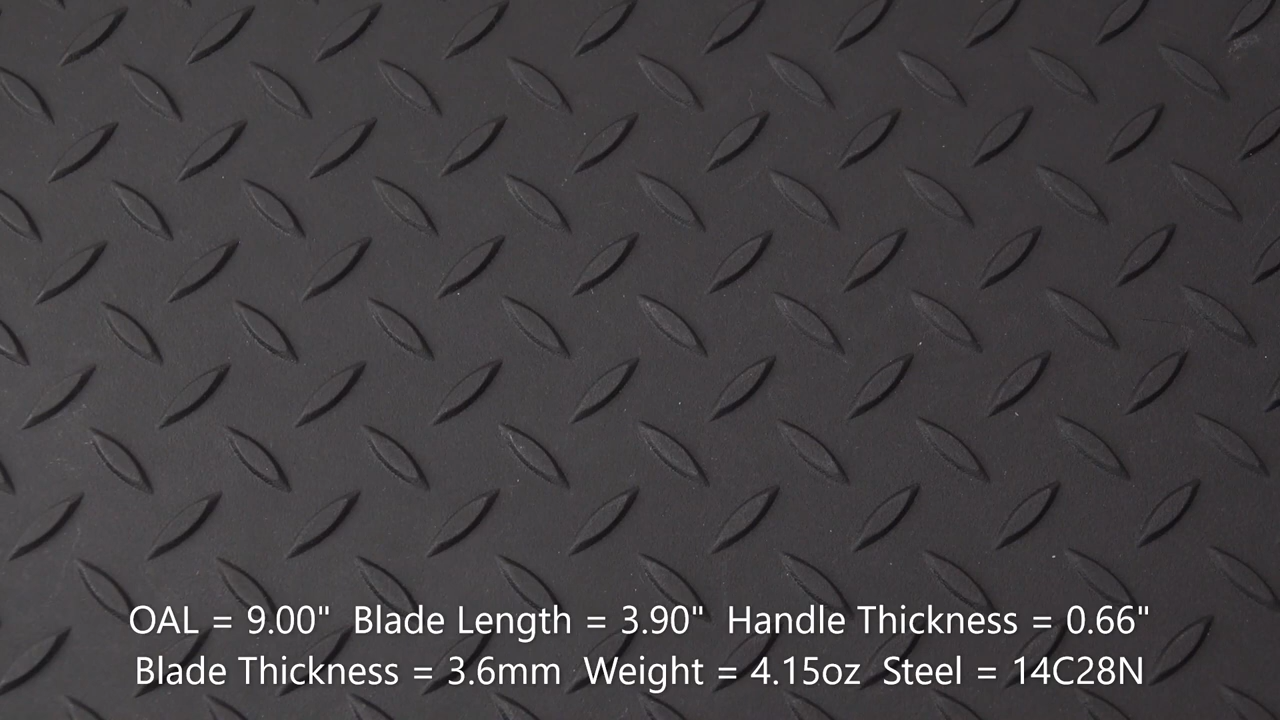 OAL = 9.00"  Blade Length = 3.90"  Handle Thickness = 0.66"
Blade Thickness = 3.6mm  Weight = 4.15oz  Steel = 14C28N